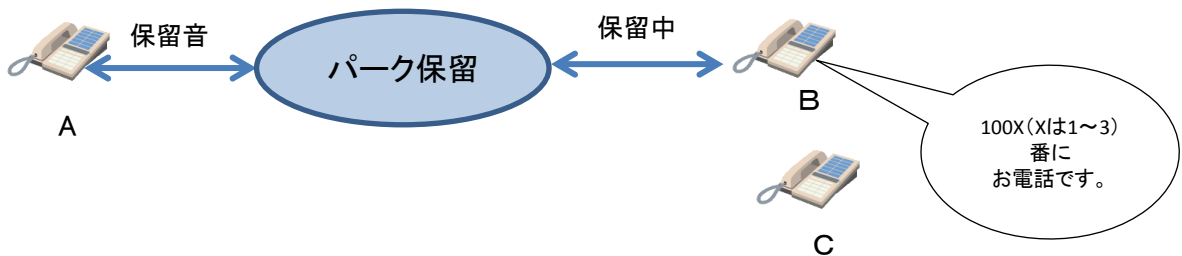 保留音
パーク保留
保留中
A
B
C
100X(Xは1～3)
番に
お電話です。